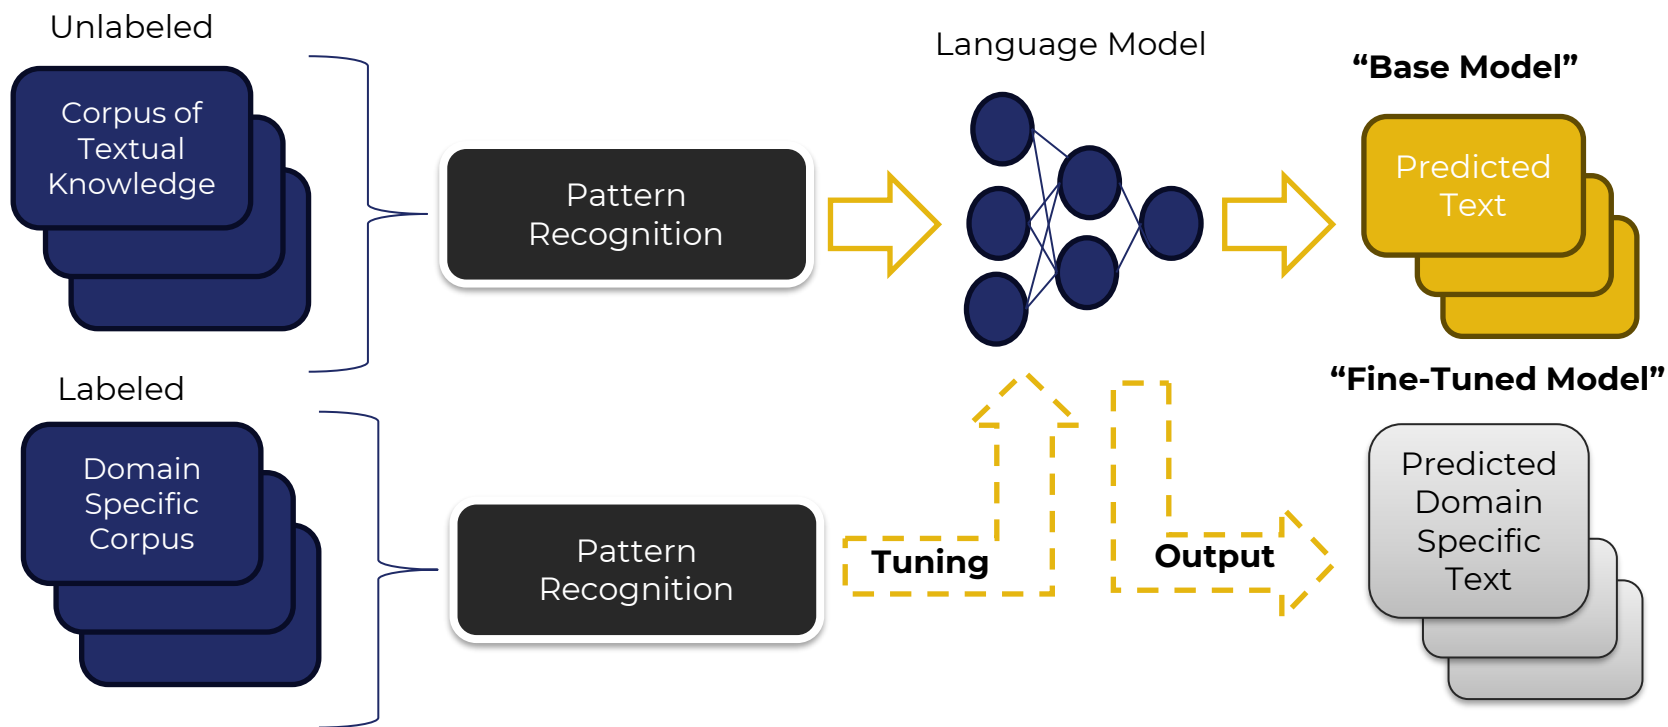 Unlabeled
Corpus of
Textual
Knowledge
Pattern
Recognition
Language Model
“Base Model”
Predicted
Text
Labeled
Domain
Specific
Corpus
Pattern
Recognition
Tuning
Output
“Fine-Tuned Model”
Predicted
Domain
Specific
Text